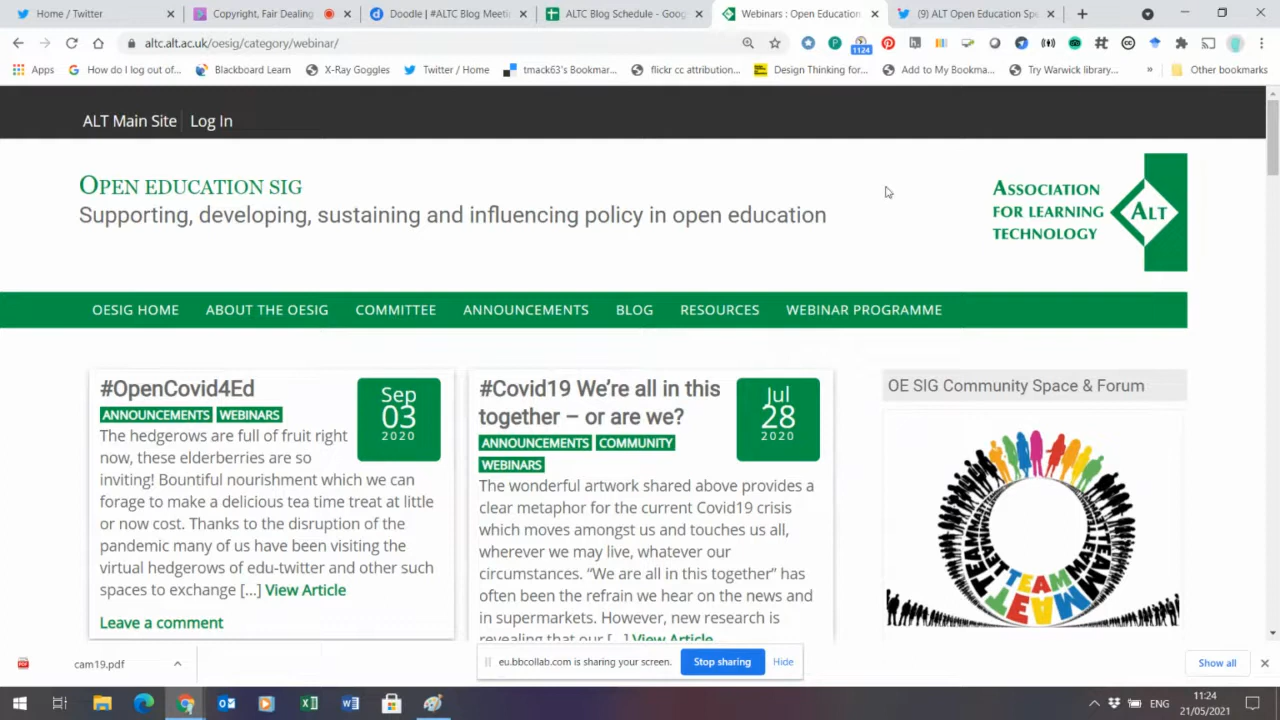 Home / Twitter
Copyright, Fair Dealing
Doodle | #ALTC Blog Meeti
ALTC Blog Schedule - Goog
Webinars : Open Education
(9) ALT Open Education Spe
altc.alt.ac.uk/oesig/category/webinar/
1124
Apps
How do I log out of...
Blackboard Learn
X-Ray Goggles
Twitter / Home
tmack63's Bookmar...
flickr cc attribution...
Design Thinking for...
Add to My Bookma...
Try Warwick library...
»
Other bookmarks
ALT Main Site
Log In
OPEN EDUCATION SIG
Supporting, developing, sustaining and influencing policy in open education
ASSOCIATION
FOR LEARNING
TECHNOLOGY
ALT
OESIG HOME
ABOUT THE OESIG
COMMITTEE
ANNOUNCEMENTS
BLOG
RESOURCES
WEBINAR PROGRAMME
#OpenCovid4Ed
Sep
03
2020
ANNOUNCEMENTS WEBINARS
The hedgerows are full of fruit right
now, these elderberries are so
inviting! Bountiful nourishment which we can
forage to make a delicious tea time treat at little
or now cost. Thanks to the disruption of the
pandemic many of us have been visiting the
virtual hedgerows of edu-twitter and other such
spaces to exchange [...] View Article
Leave a comment
#Covid19 We're all in this
together – or are we?
Jul
28
2020
ANNOUNCEMENTS COMMUNITY
WEBINARS
The wonderful artwork shared above provides a
clear metaphor for the current Covid19 crisis
which moves amongst us and touches us all,
wherever we may live, whatever our
circumstances. “We are all in this together” has
often been the refrain we hear on the news and
in supermarkets. However, new research is
revealing that our [...] View Article
OE SIG Community Space & Forum
TEAM
cam19.pdf
eu.bbcollab.com is sharing your screen.
Stop sharing
Hide
Show all
ENG
11:24
21/05/2021